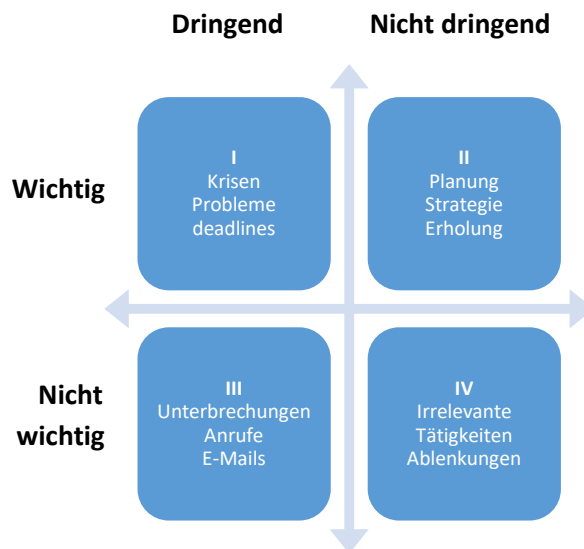 Dringend
Nicht dringend
Wichtig
I
Krisen
Probleme
deadlines
II
Planung
Strategie
Erholung
Nicht
wichtig
III
Unterbrechungen
Anrufe
E-Mails
IV
Irrelevante
Tätigkeiten
Ablenkungen